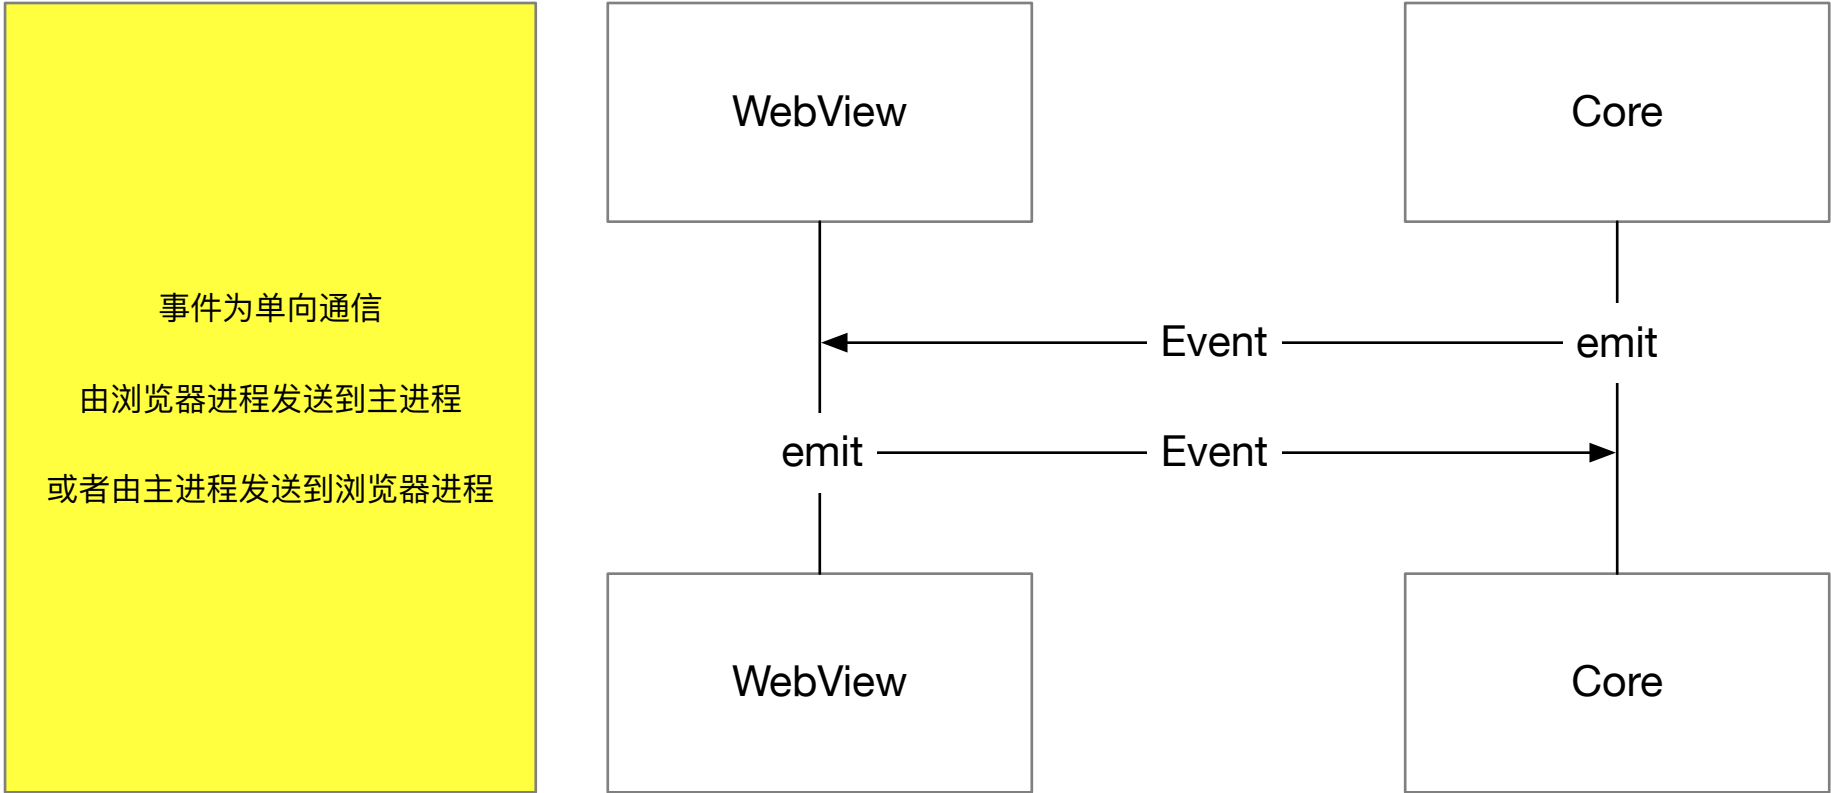 事件为单向通信
由浏览器进程发送到主进程
或者由主进程发送到浏览器进程
WebView
Core
Event
emit
emit
Event
WebView
Core